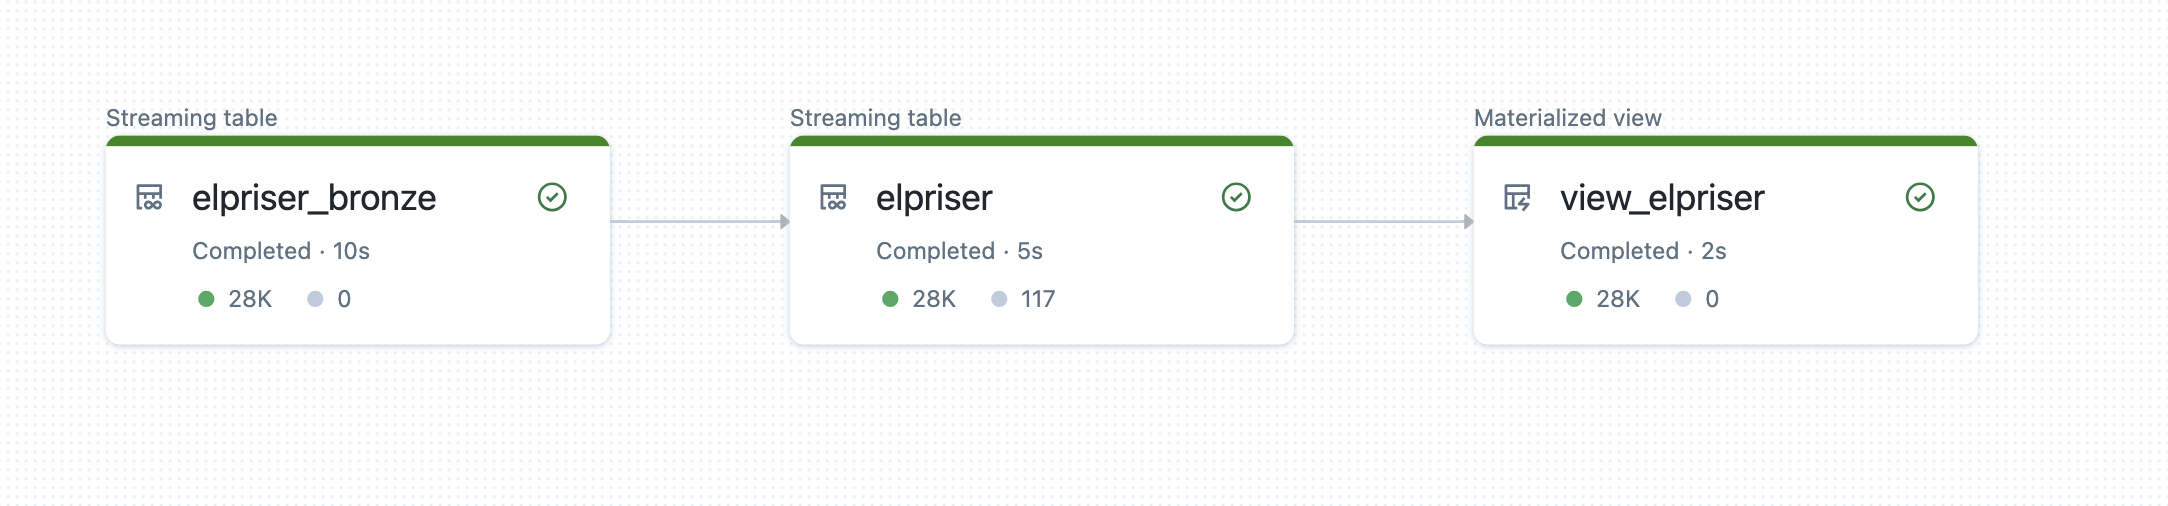 Streaming table
elpriser_bronze
Completed · 10s
28K 0
Streaming table
elpriser
Completed · 5s
28K 117
Materialized view
view_elpriser
Completed · 2s
28K 0